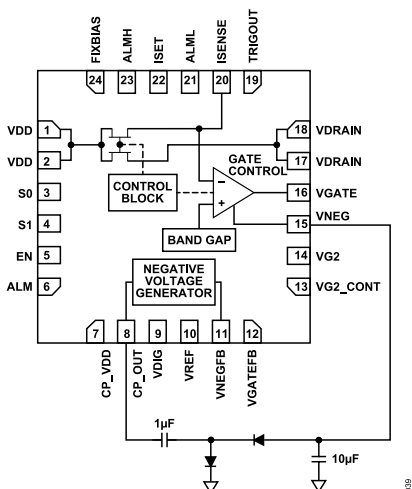 FIXBIAS
ALMH
ISET
ALML
ISENSE
TRIGOUT
24
23
22
21
20
19
VDD
1
VDD
2
S0
3
S1
4
EN
5
ALM
6
18
VDRAIN
17
VDRAIN
16
VGATE
15
VNEG
14
VG2
13
VG2_CONT
GATE
CONTROL
–
+
CONTROL
BLOCK
BAND GAP
NEGATIVE
VOLTAGE
GENERATOR
7
8
9
10
11
12
CP_VDD
CP_OUT
VDIG
VREF
VNEGFB
VGATEFB
1µF
10µF
039